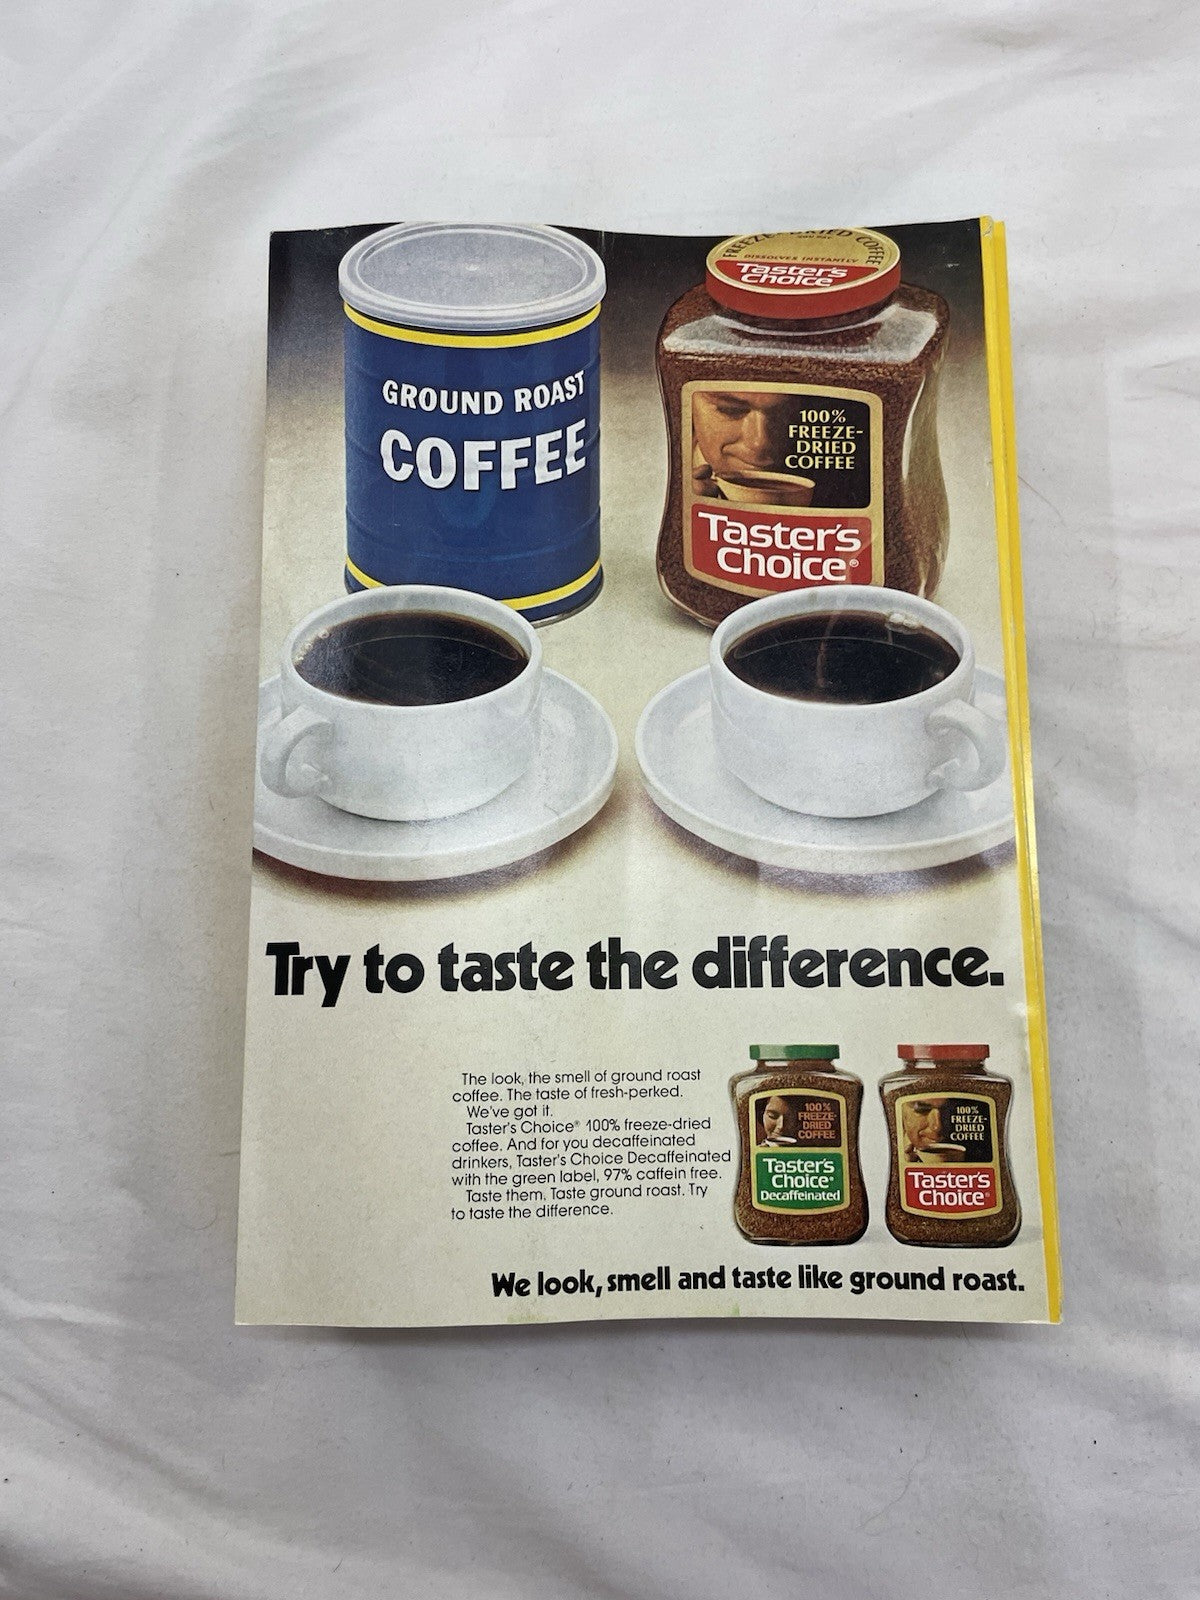 FREEZE-DRIED COFFEE
DISSOLVES INSTANTLY
Taster's
Choice
GROUND ROAST
COFFEE
100%
FREEZE-
DRIED
COFFEE
Taster's
Choice®
Try to taste the difference.
The look, the smell of ground roast
coffee. The taste of fresh-perked.
We've got it.
Taster's Choice® 100% freeze-dried
coffee. And for you decaffeinated
drinkers, Taster's Choice Decaffeinated
with the green label, 97% caffein free.
Taste them. Taste ground roast. Try
to taste the difference.
100%
FREEZE-
DRIED
COFFEE
Taster's
Choice®
Decaffeinated
100%
FREEZE-
DRIED
COFFEE
Taster's
Choice®
We look, smell and taste like ground roast.